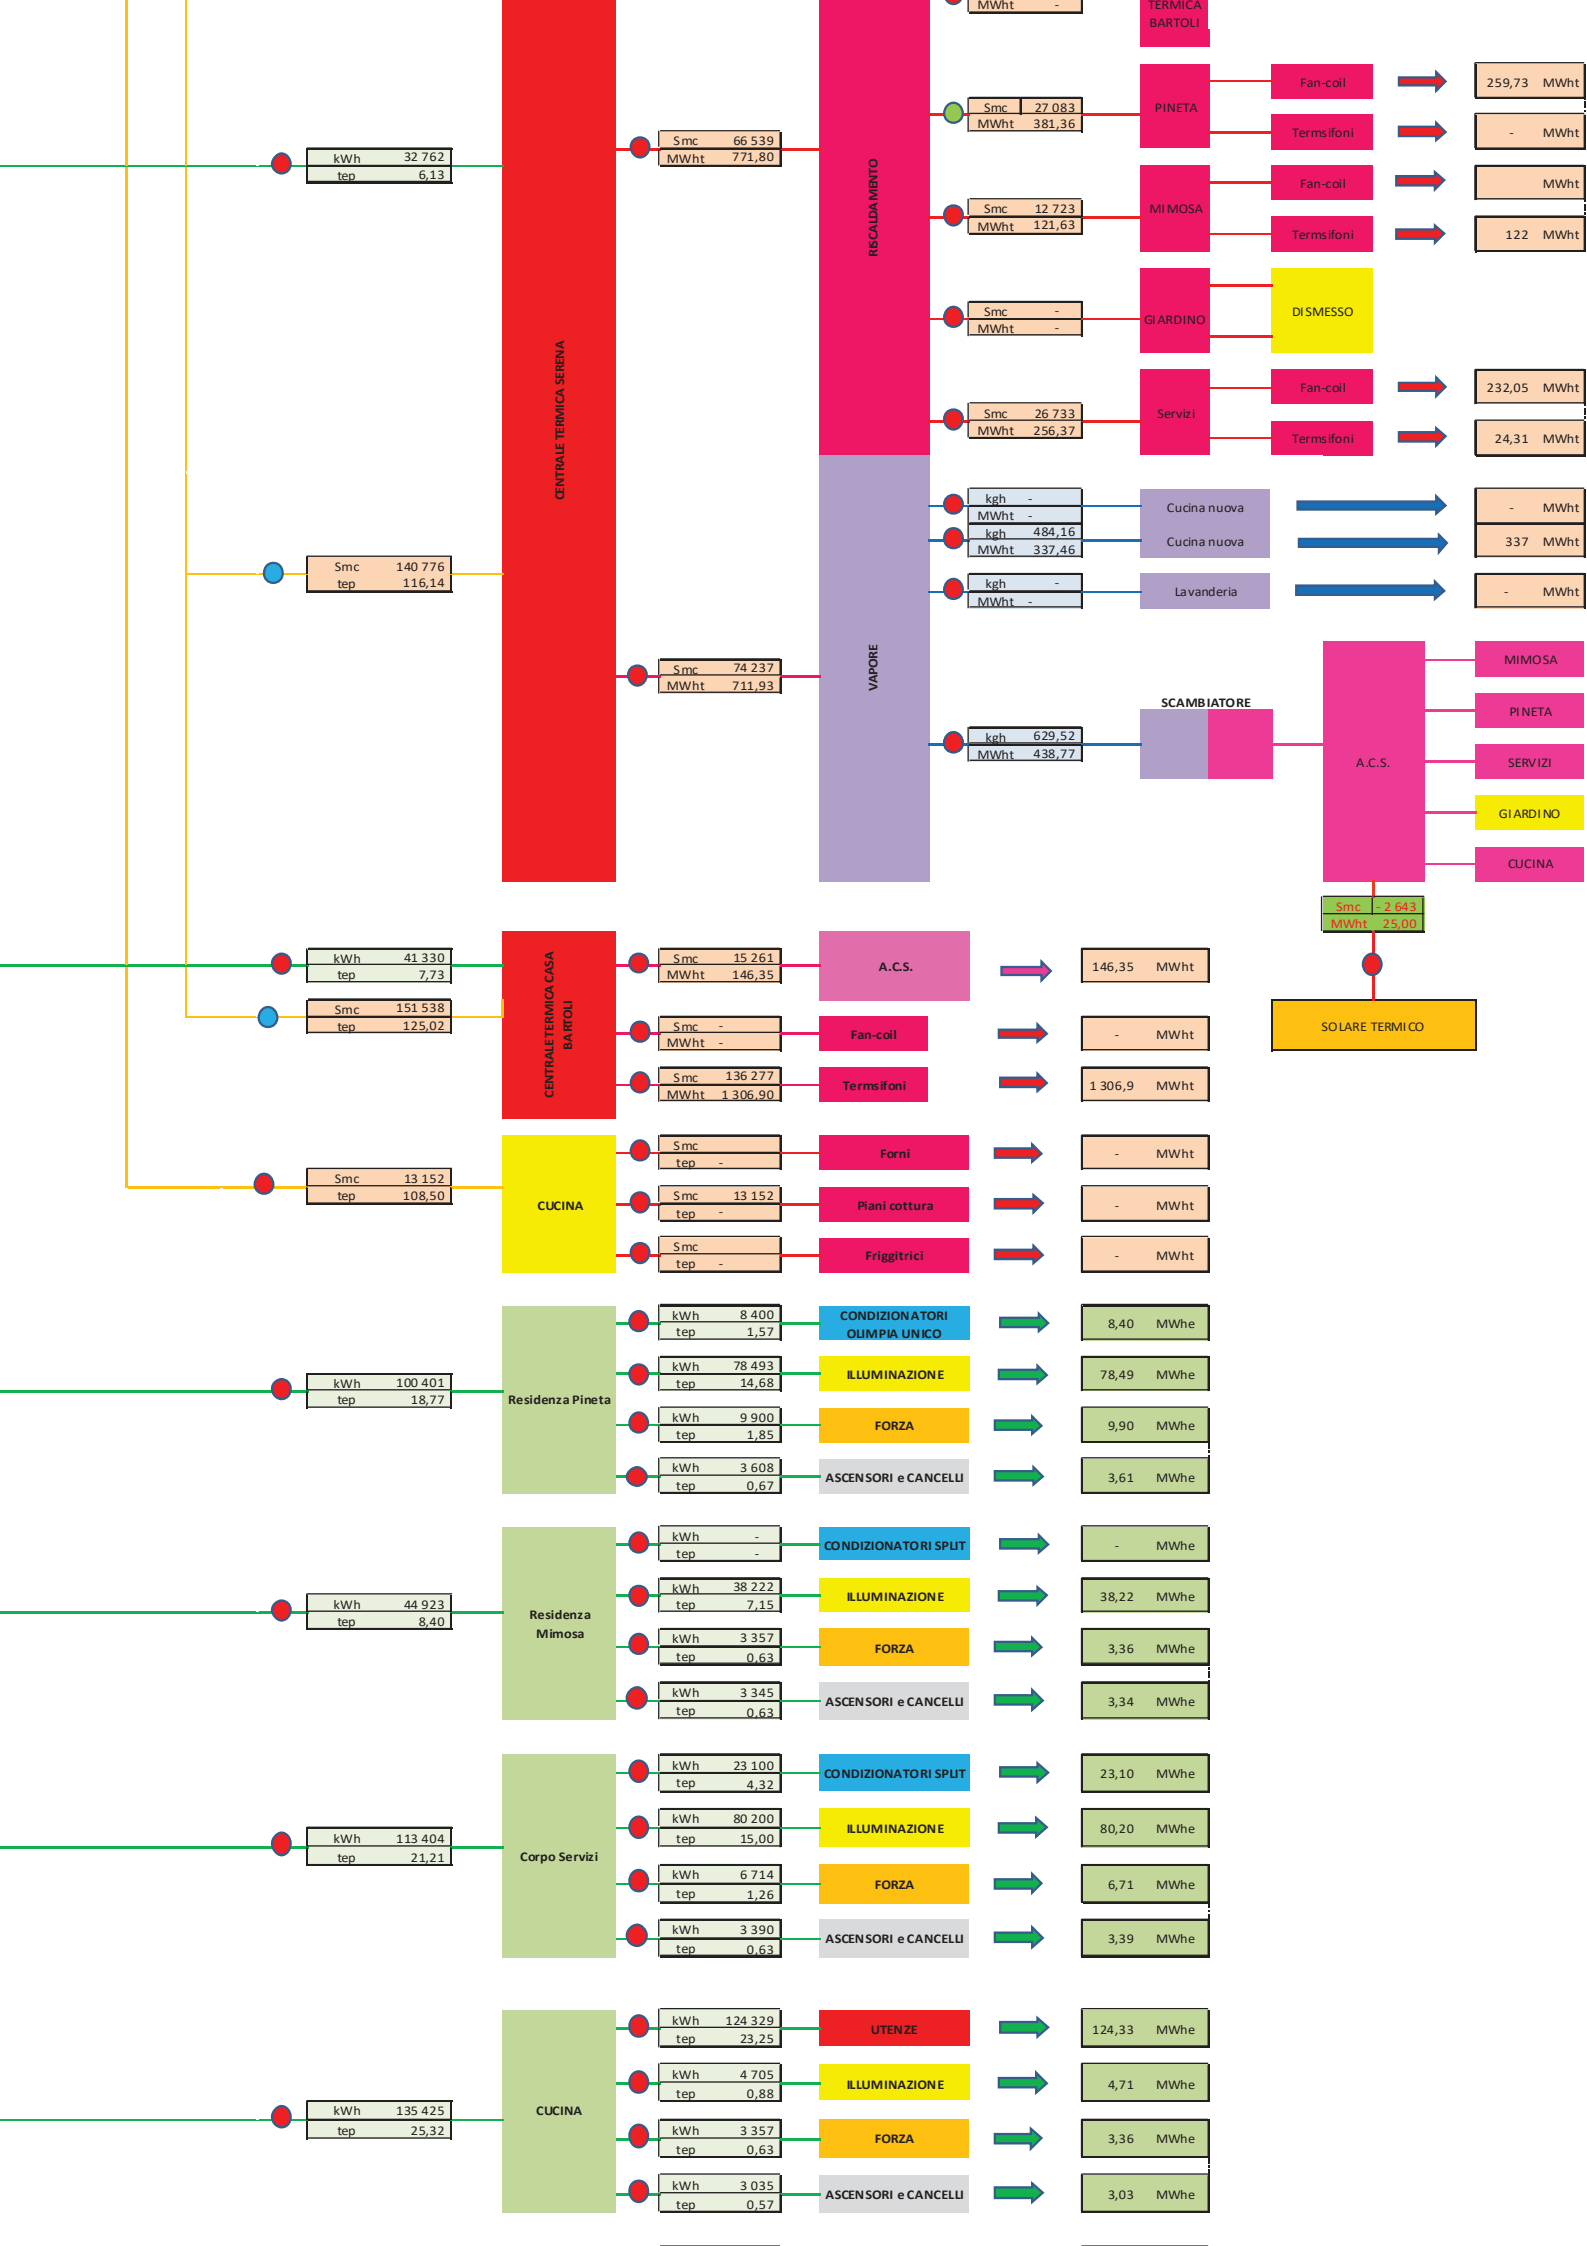 MWht -
TERMICA
BARTOLI
kWh 32 762
tep 6,13
Smc 140 776
tep 116,14
CENTRALE TERMICA SERENA
Smc 66 539
MWht 771,80
Smc 74 237
MWht 711,93
RISCALDAMENTO
VAPORE
Smc 27 083
MWht 381,36
PINETA
Fan-coil
259,73 MWht
Termsifoni
- MWht
Smc 12 723
MWht 121,63
MIMOSA
Fan-coil
MWht
Termsifoni
122 MWht
Smc -
MWht -
GIARDINO
DISMESSO
Smc 26 733
MWht 256,37
Servizi
Fan-coil
232,05 MWht
Termsifoni
24,31 MWht
kgh -
MWht -
Cucina nuova
- MWht
kgh 484,16
MWht 337,46
Cucina nuova
337 MWht
kgh -
MWht -
Lavanderia
- MWht
kgh 629,52
MWht 438,77
SCAMBIATORE
A.C.S.
MIMOSA
PINETA
SERVIZI
GIARDINO
CUCINA
Smc - 2 643
MWht 25,00
SOLARE TERMICO
kWh 41 330
tep 7,73
Smc 151 538
tep 125,02
CENTRALE TERMICA CASA
BARTOLI
Smc 15 261
MWht 146,35
A.C.S.
146,35 MWht
Smc -
MWht -
Fan-coil
- MWht
Smc 136 277
MWht 1 306,90
Termsifoni
1 306,9 MWht
Smc 13 152
tep 108,50
CUCINA
Smc
tep -
Forni
- MWht
Smc 13 152
tep -
Piani cottura
- MWht
Smc
tep -
Friggitrici
- MWht
kWh 100 401
tep 18,77
Residenza Pineta
kWh 8 400
tep 1,57
CONDIZIONATORI
OLIMPIA UNICO
8,40 MWhe
kWh 78 493
tep 14,68
ILLUMINAZIONE
78,49 MWhe
kWh 9 900
tep 1,85
FORZA
9,90 MWhe
kWh 3 608
tep 0,67
ASCENSORI e CANCELLI
3,61 MWhe
kWh 44 923
tep 8,40
Residenza
Mimosa
kWh -
tep -
CONDIZIONATORI SPLIT
- MWhe
kWh 38 222
tep 7,15
ILLUMINAZIONE
38,22 MWhe
kWh 3 357
tep 0,63
FORZA
3,36 MWhe
kWh 3 345
tep 0,63
ASCENSORI e CANCELLI
3,34 MWhe
kWh 113 404
tep 21,21
Corpo Servizi
kWh 23 100
tep 4,32
CONDIZIONATORI SPLIT
23,10 MWhe
kWh 80 200
tep 15,00
ILLUMINAZIONE
80,20 MWhe
kWh 6 714
tep 1,26
FORZA
6,71 MWhe
kWh 3 390
tep 0,63
ASCENSORI e CANCELLI
3,39 MWhe
kWh 135 425
tep 25,32
CUCINA
kWh 124 329
tep 23,25
UTENZE
124,33 MWhe
kWh 4 705
tep 0,88
ILLUMINAZIONE
4,71 MWhe
kWh 3 357
tep 0,63
FORZA
3,36 MWhe
kWh 3 035
tep 0,57
ASCENSORI e CANCELLI
3,03 MWhe